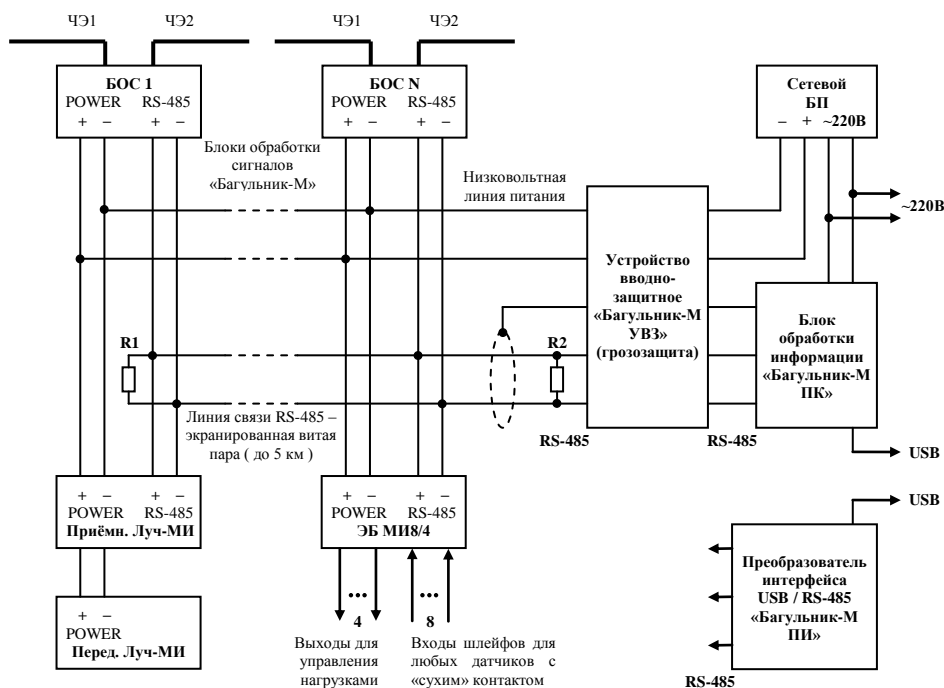 ЧЭ1 ЧЭ2 ЧЭ1 ЧЭ2
БОС 1
POWER RS-485
+ – + –
БОС N
POWER RS-485
+ – + –
Сетевой
БП
– + ~220В
Блоки обработки
сигналов
«Багульник-М»
Низковольтная
линия питания
~220В
Устройство
вводно-
защитное
«Багульник-М
УВЗ»
(грозозащита)
Блок
обработки
информации
«Багульник-М
ПК»
R1
R2
Линия связи RS-485 –
экранированная витая
пара ( до 5 km )
RS-485
RS-485
USB
+ – + –
POWER RS-485
Приёмн. Луч-МИ
+ – + –
POWER RS-485
ЭБ МИ8/4
USB
Преобразователь
интерфейса
USB / RS-485
«Багульник-М
ПИ»
RS-485
+ –
POWER
Перед. Луч-МИ
... ...
4 8
Выходы для
управления
нагрузками
Входы шлейфов для
любых датчиков с
«сухим» контактом